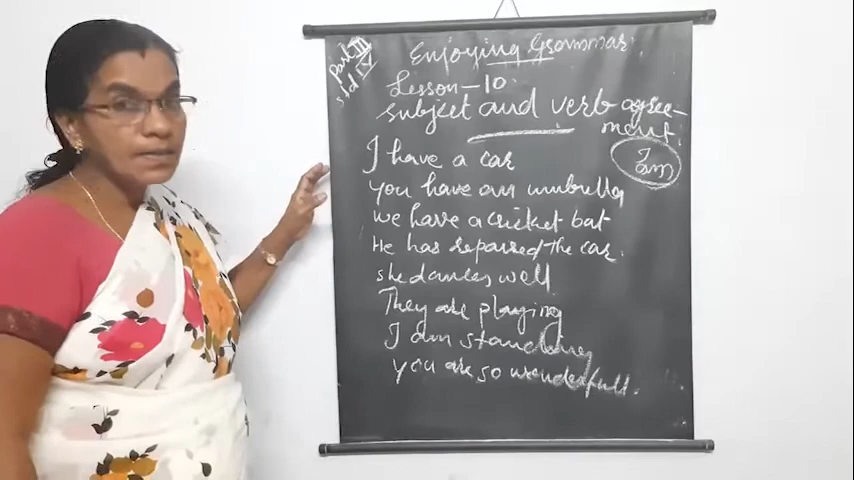 Part III
std IV
Enjoying Grammar
Lesson - 10
subject and verb agree-
ment
I am
I have a car
you have an umbrella
we have a cricket bat
He has repaired the car.
she dances well
They are playing
I am standing
you are so wonderfull.